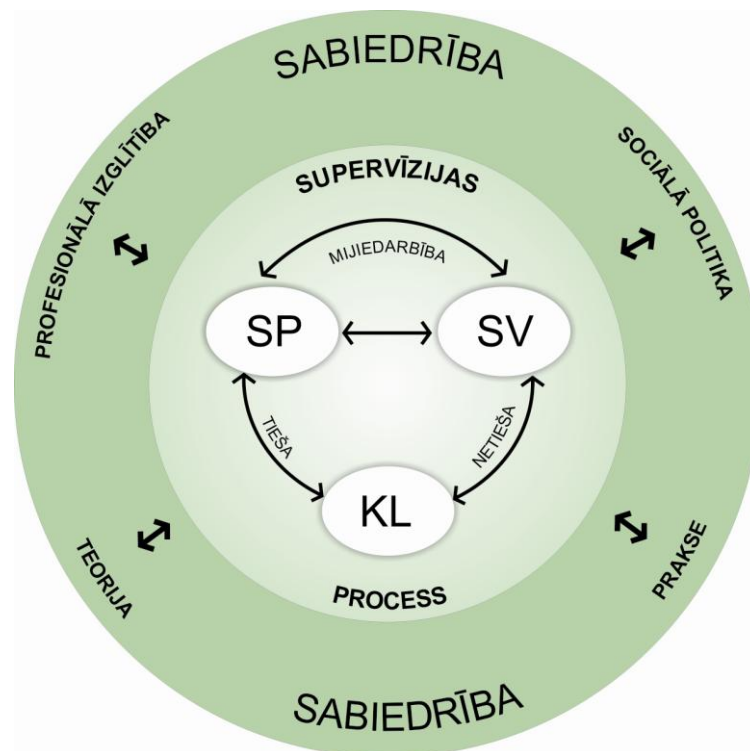 SABIEDRĪBA
PROFESIONĀLĀ IZGLĪTĪBA
SOCIĀLĀ POLITIKA
SUPERVĪZIJAS
MIJIEDARBĪBA
SP
SV
TIEŠA
NETIEŠA
KL
TEORIJA
PRAKSE
PROCESS
SABIEDRĪBA